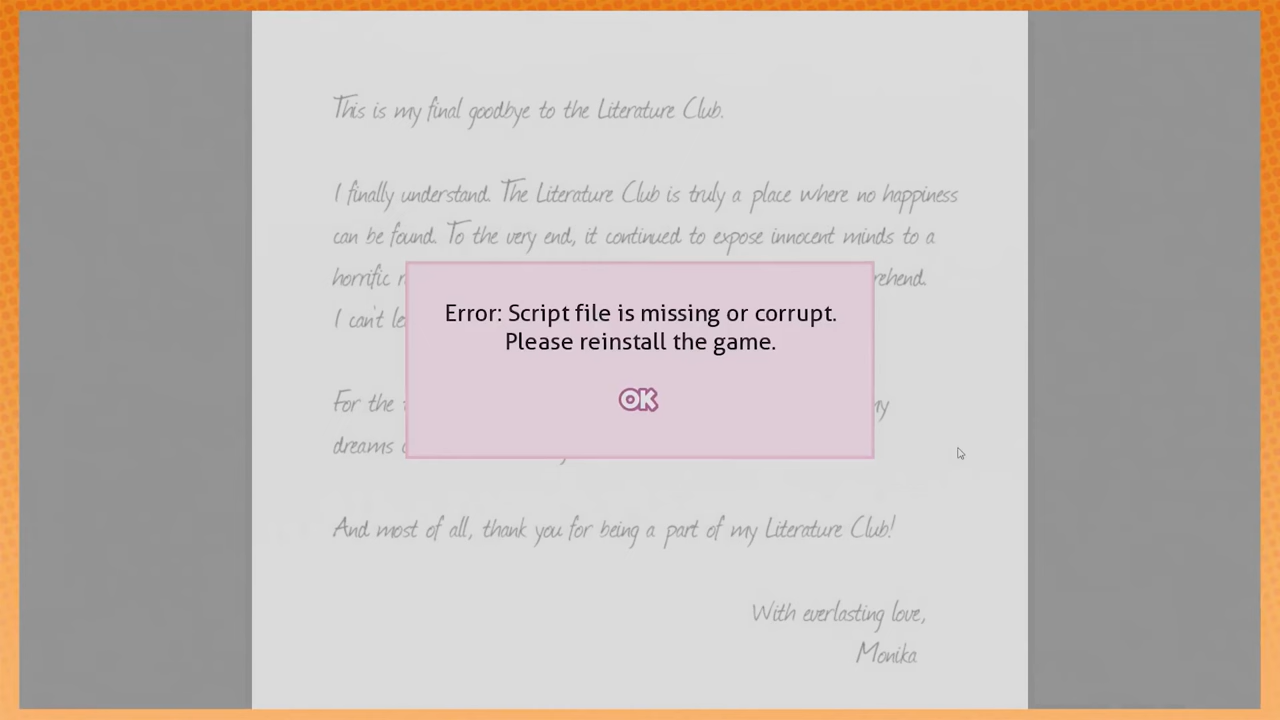 This is my final goodbye to the Literature Club.
I finally understand. The Literature Club is truly a place where no happiness
can be found. To the very end, it continued to expose innocent minds to a
horrific
I can't
Error: Script file is missing or corrupt.
Please reinstall the game.
OK
For the
dreams
And most of all, thank you for being a part of my Literature Club!
With everlasting love,
Monika